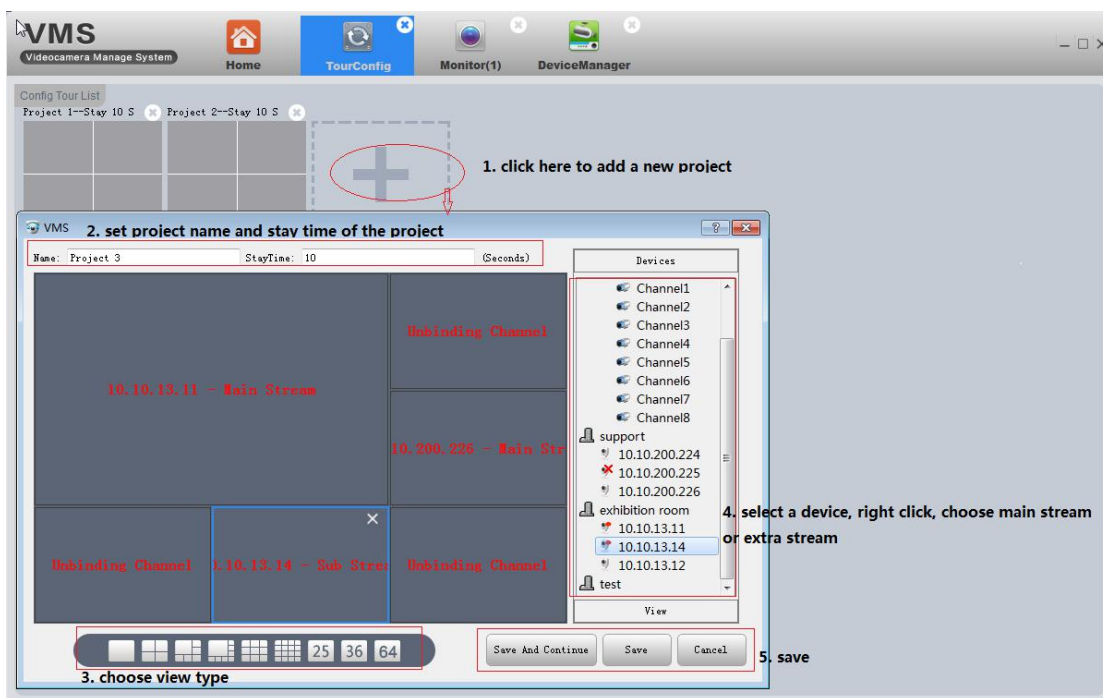 VMS
Videocamera Manage System
Home
TourConfig
Monitor(1)
DeviceManager
Config Tour List
Project 1--Stay 10 S
Project 2--Stay 10 S
1. click here to add a new project
VMS
2. set project name and stay time of the project
Name: Project 3
StayTime: 10
(Seconds)
Devices
10.10.13.11 - Main Stream
Unbinding Channel
10.200.226 - Main Str
Unbinding Channel
.10.13.14 - Sub Strea
Unbinding Channel
Channel1
Channel2
Channel3
Channel4
Channel5
Channel6
Channel7
Channel8
support
10.10.200.224
10.10.200.225
10.10.200.226
exhibition room
10.10.13.11
10.10.13.14
10.10.13.12
test
4. select a device, right click, choose main stream
or extra stream
View
25 36 64
3. choose view type
Save And Continue
Save
Cancel
5. save